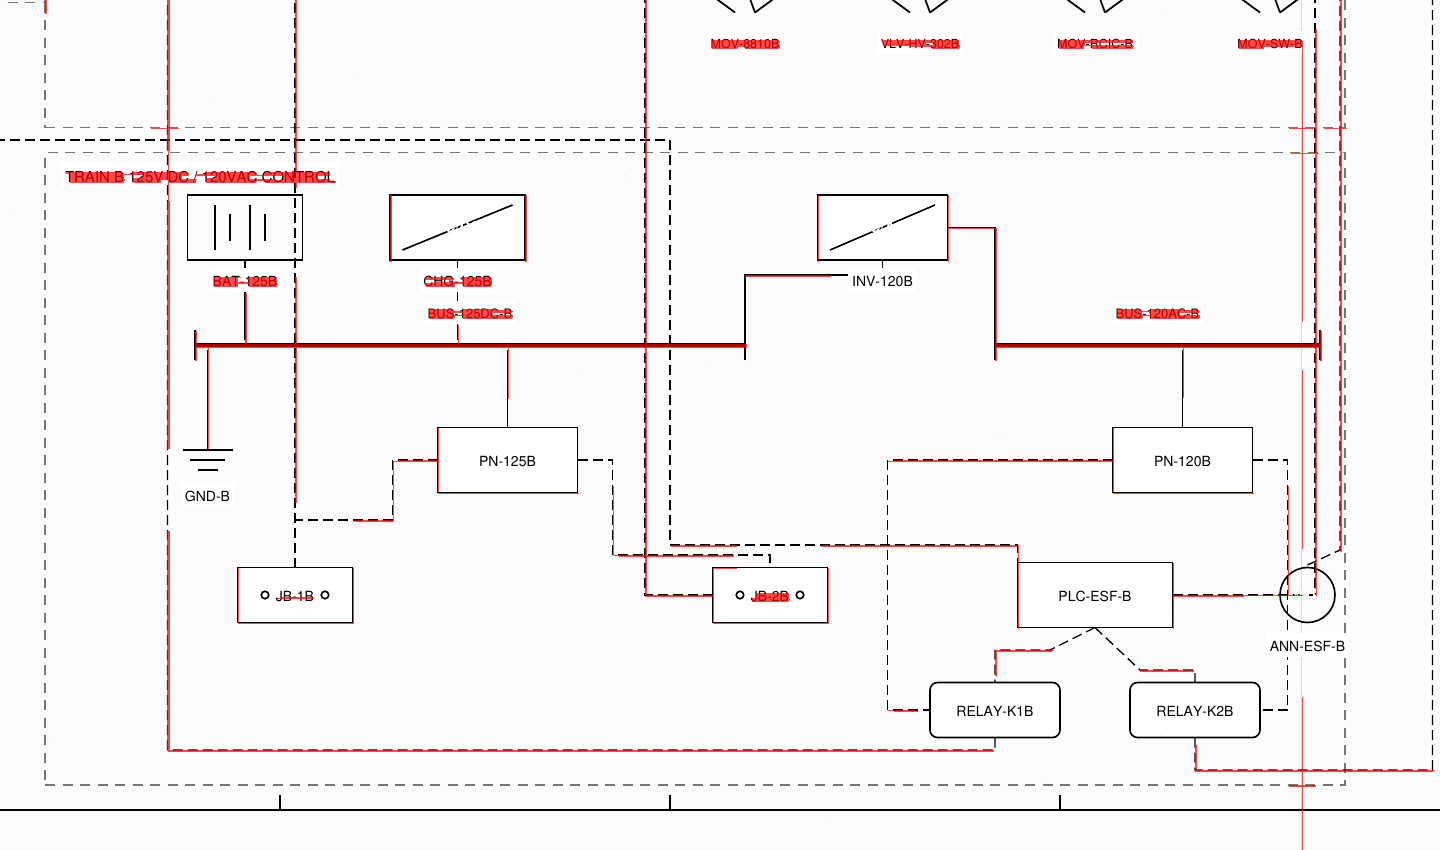 MOV-8810B
VLV-HV-302B
MOV-RCIC-B
MOV-SW-B
TRAIN B 125V DC / 120VAC CONTROL
BAT-125B
CHG-125B
INV-120B
BUS-125DC-B
BUS-120AC-B
PN-125B
PN-120B
GND-B
JB-1B
JB-2B
PLC-ESF-B
ANN-ESF-B
RELAY-K1B
RELAY-K2B